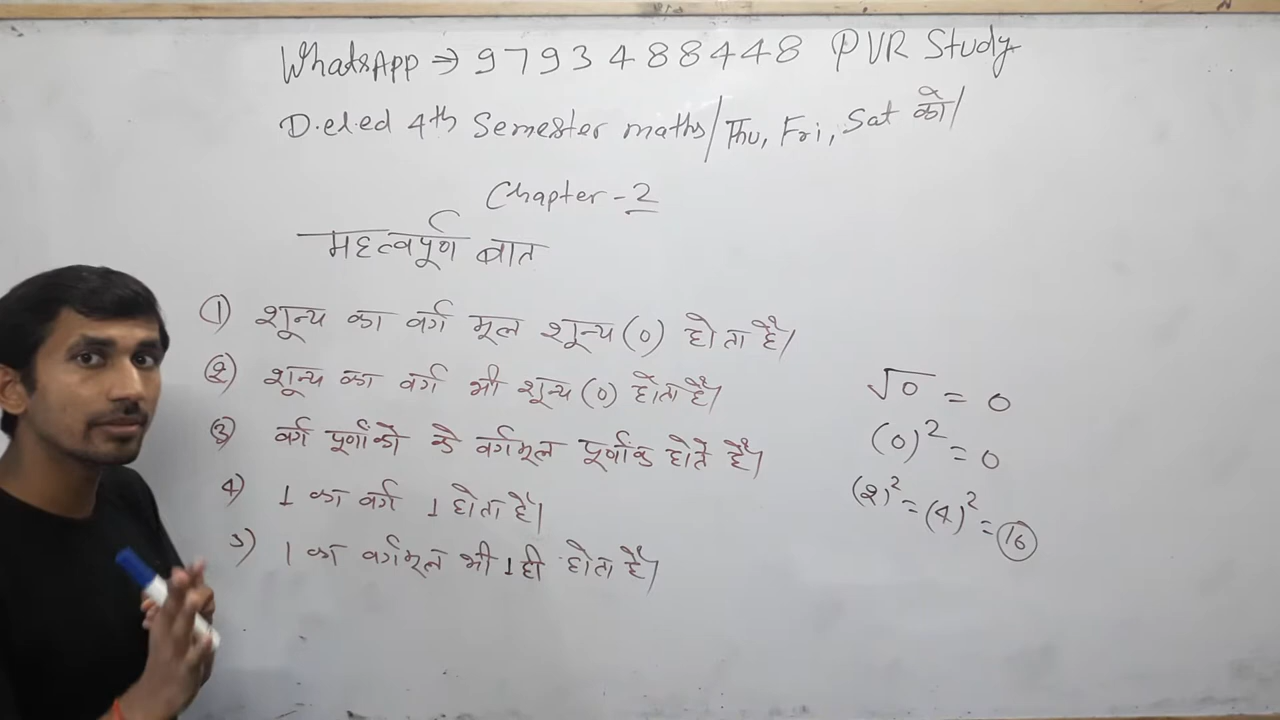 WhatsApp → 9793488448 PVR Study
D.el.ed 4th Semester maths/Thu, Fri, Sat को।
Chapter-2
महत्वपूर्ण बात
① शून्य का वर्ग मूल शून्य (0) होता है।
② शून्य का वर्ग भी शून्य (0) होता है।
③ वर्ग पूर्णांको के वर्गमूल पूर्णांक होते हैं।
4) 1 का वर्ग 1 होता है।
5) 1 का वर्गमूल भी 1 ही होता है।
√0 = 0
(0)² = 0
(2)² = (4)² = 16